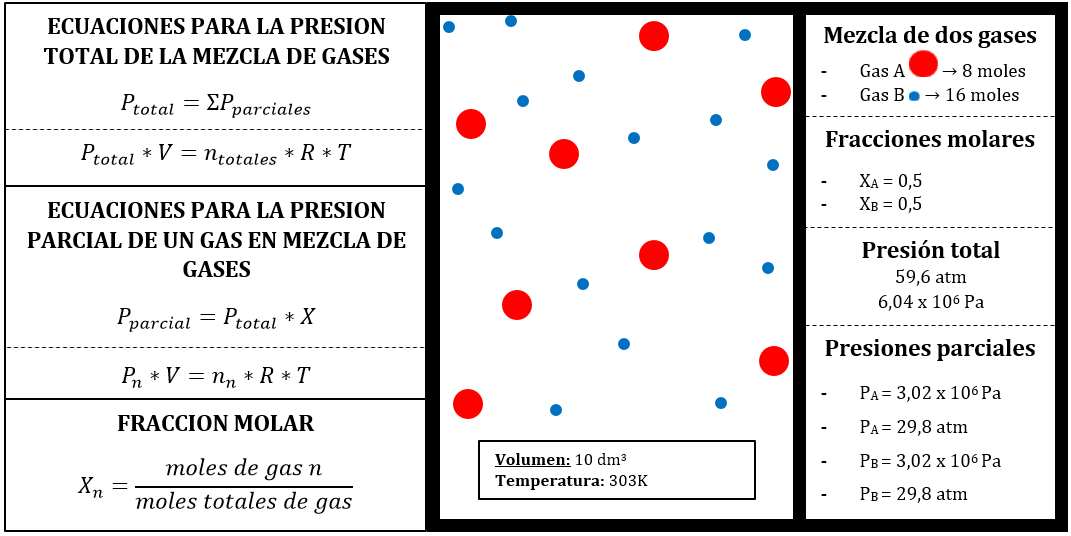 ECUACIONES PARA LA PRESION
TOTAL DE LA MEZCLA DE GASES
P_total = ΣP_parciales
P_total * V = n_totales * R * T
ECUACIONES PARA LA PRESION
PARCIAL DE UN GAS EN MEZCLA DE
GASES
P_parcial = P_total * X
P_n * V = n_n * R * T
FRACCION MOLAR
X_n = moles de gas n / moles totales de gas
Volumen: 10 dm³
Temperatura: 303K
Mezcla de dos gases
- Gas A → 8 moles
- Gas B → 16 moles
Fracciones molares
- X_A = 0,5
- X_B = 0,5
Presión total
59,6 atm
6,04 x 10⁶ Pa
Presiones parciales
- P_A = 3,02 x 10⁶ Pa
- P_A = 29,8 atm
- P_B = 3,02 x 10⁶ Pa
- P_B = 29,8 atm